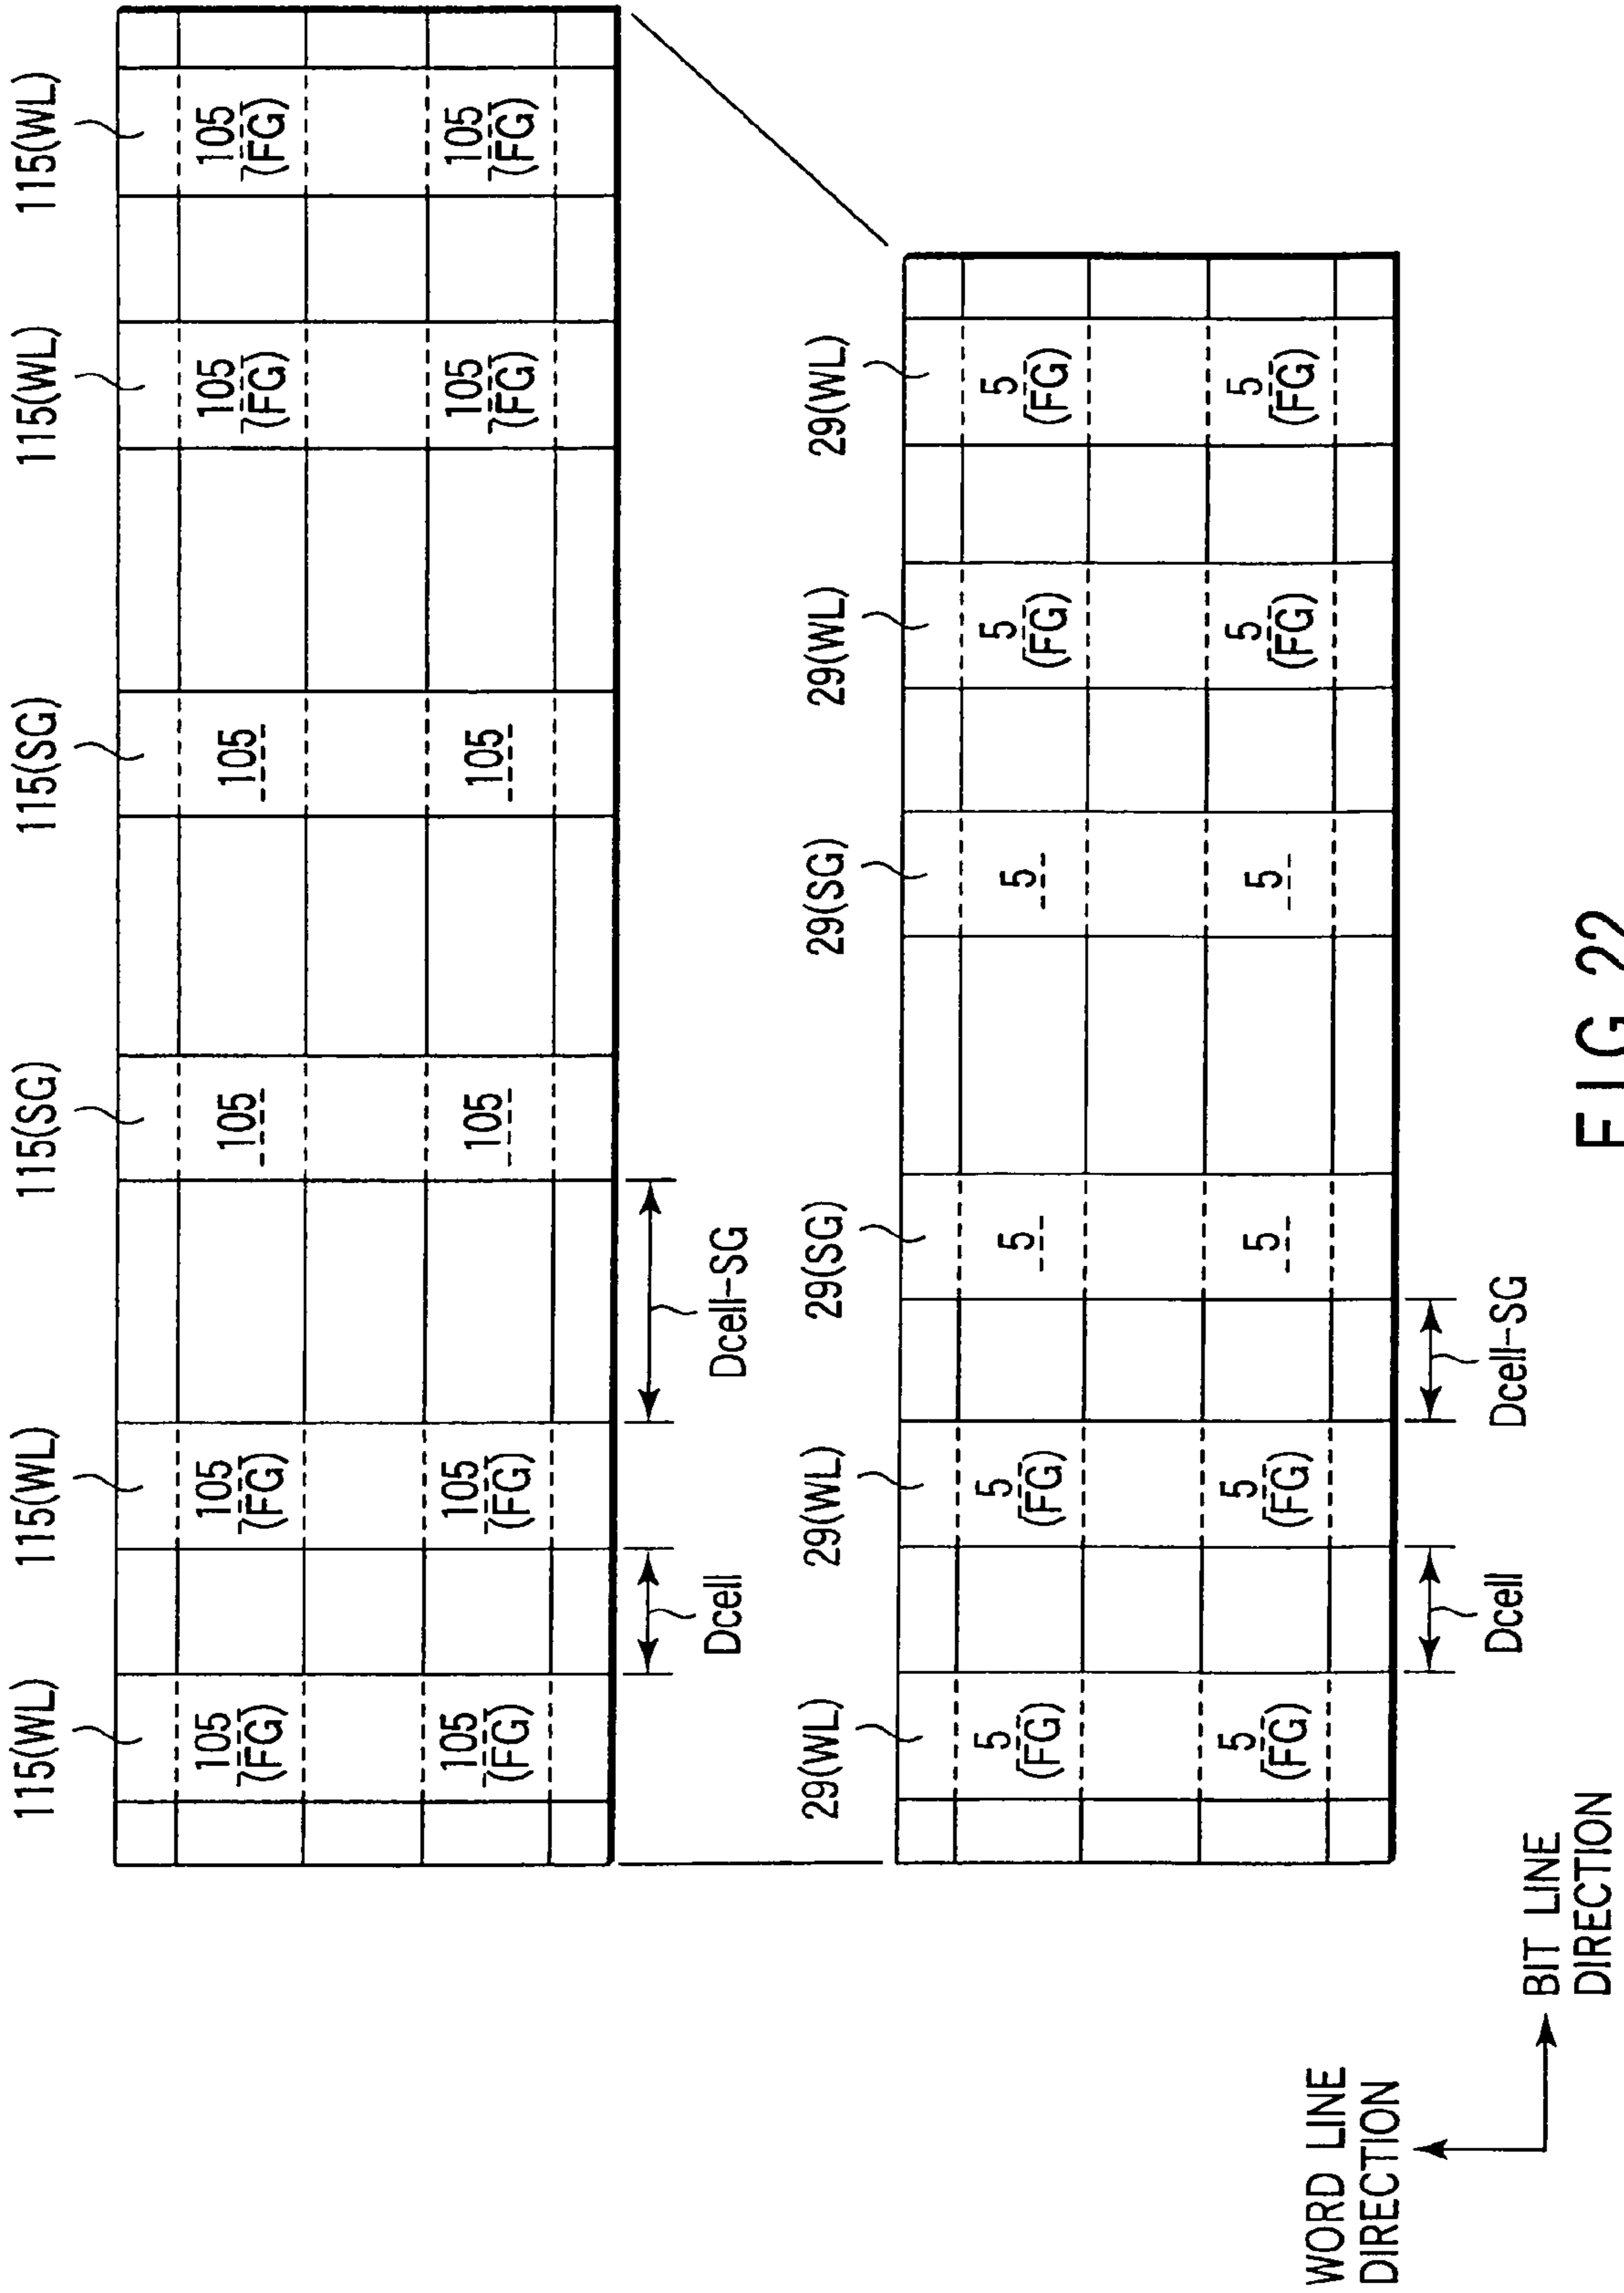 115(WL)
115(WL)
115(SG)
115(SG)
115(WL)
115(WL)
105
(FG)
105
(FG)
105
105
105
(FG)
105
(FG)
105
(FG)
105
(FG)
105
105
105
(FG)
105
(FG)
Dcell
Dcell-SG
29(WL)
29(WL)
29(SG)
29(SG)
29(WL)
29(WL)
5
(FG)
5
(FG)
5
5
5
(FG)
5
(FG)
5
(FG)
5
(FG)
5
5
5
(FG)
5
(FG)
Dcell
Dcell-SG
WORD LINE
DIRECTION
BIT LINE
DIRECTION
FIG. 22